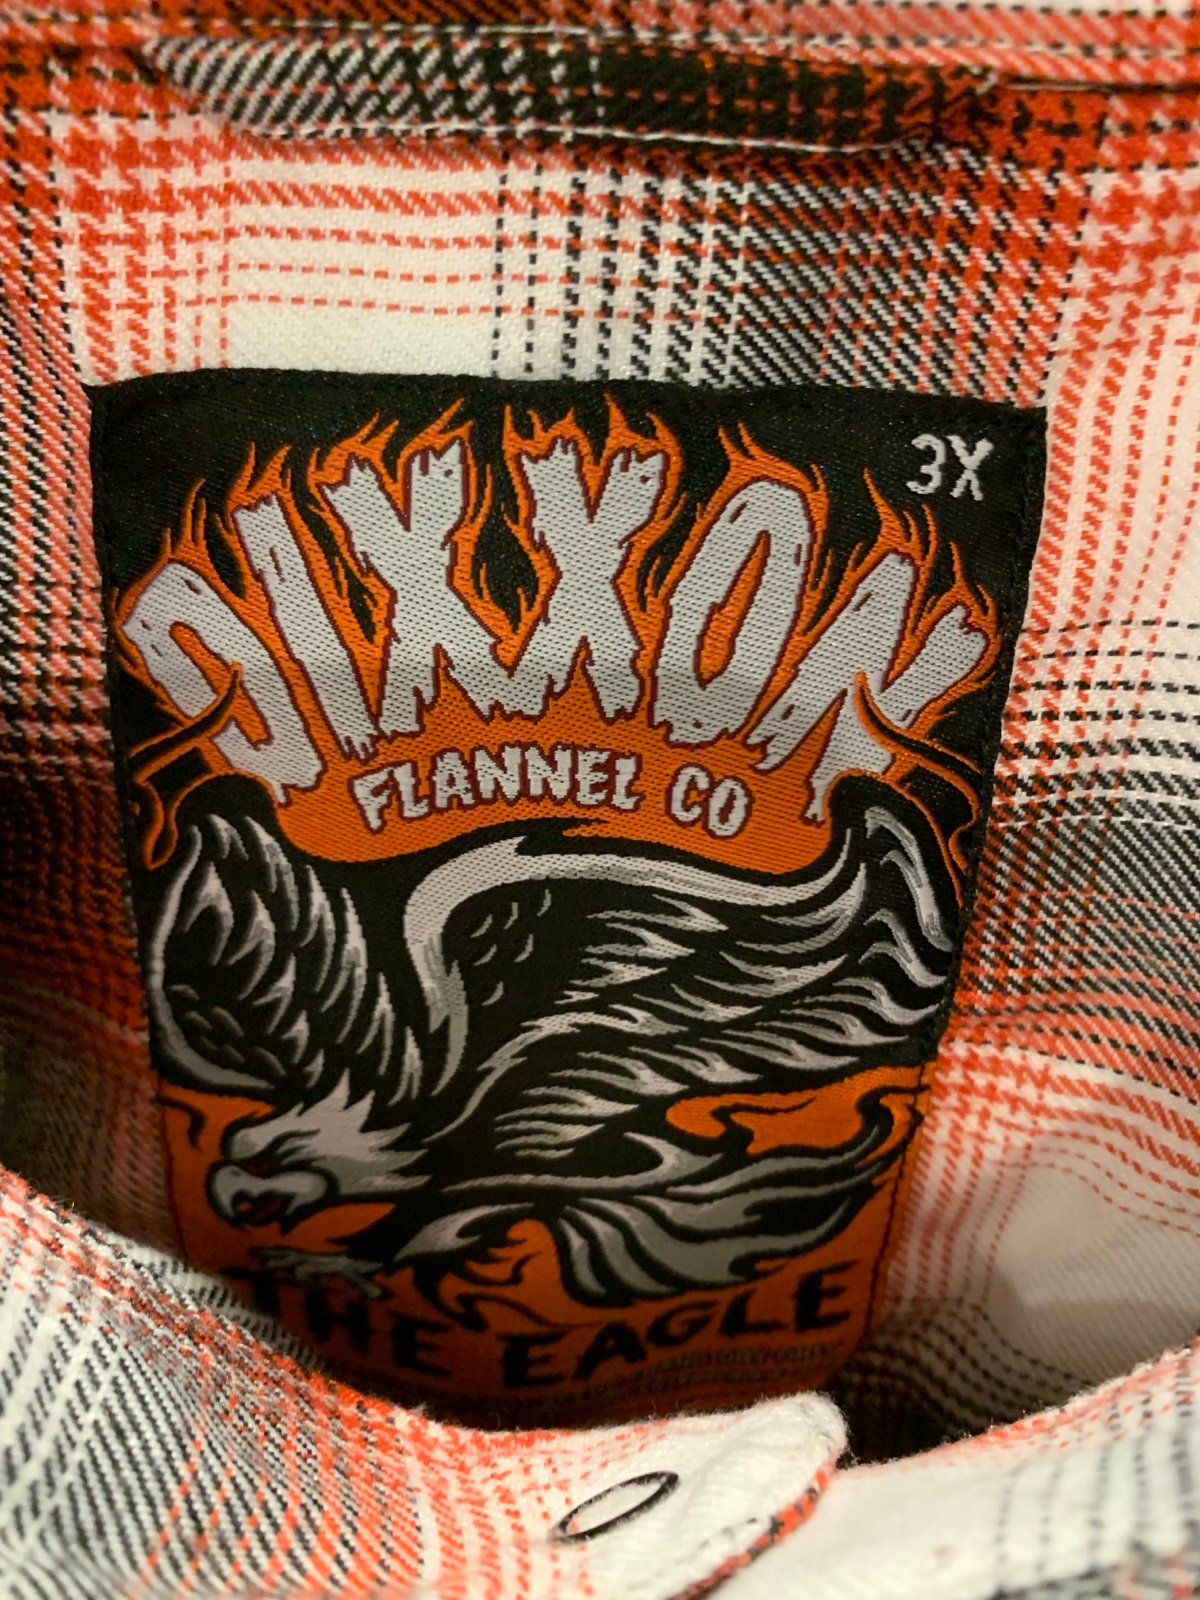 3X
DIXXON
FLANNEL CO
THE EAGLE